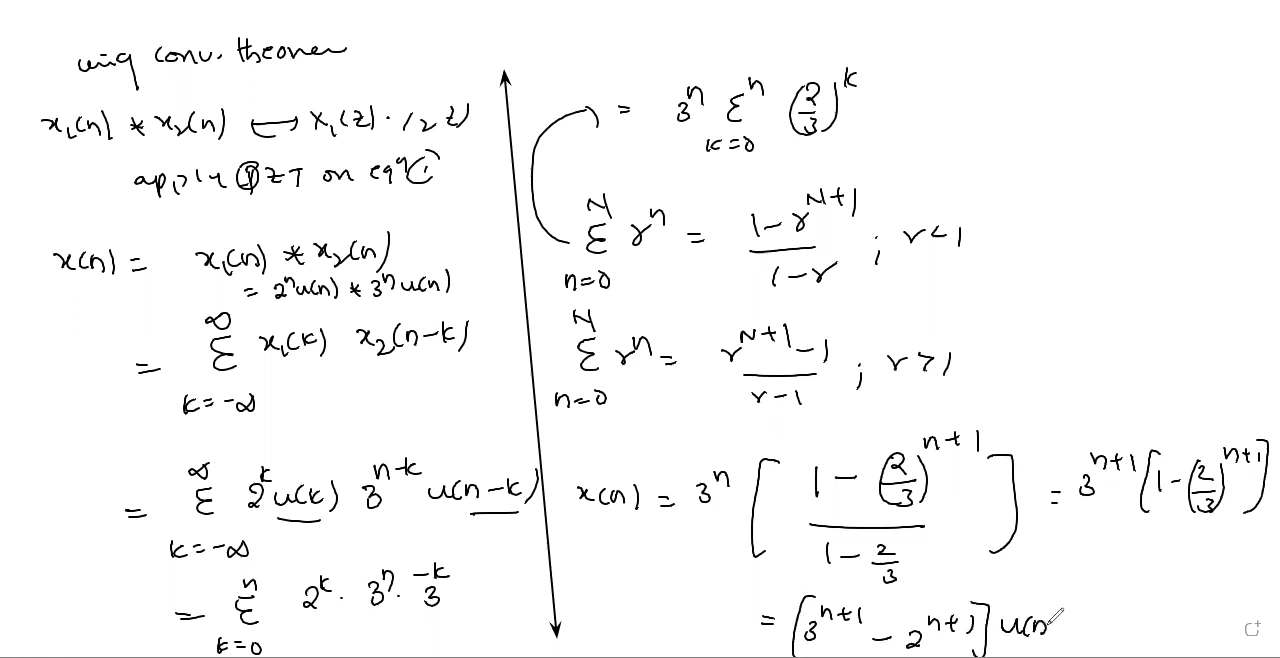 using conv. theorem
x₁(n) * x₂(n) ⟷ X₁(z) · X₂(z)
apply IZT on eqⁿ ①
x(n) = x₁(n) * x₂(n)
= 2ⁿu(n) * 3ⁿu(n)
= Σ_{k=-∞}^{∞} x₁(k) x₂(n-k)
= Σ_{k=-∞}^{∞} 2^k u(k) 3^{n-k} u(n-k)
= Σ_{k=0}^{n} 2^k · 3^n · 3^{-k}
= 3^n Σ_{k=0}^{n} (2/3)^k
Σ_{n=0}^{N} r^n = (1-r^{N+1})/(1-r) ; r<1
Σ_{n=0}^{N} r^n = (r^{N+1}-1)/(r-1) ; r>1
x(n) = 3^n [ (1-(2/3)^{n+1})/(1-2/3) ] = 3^{n+1}[1-(2/3)^{n+1}]
= [3^{n+1} - 2^{n+1}] u(n